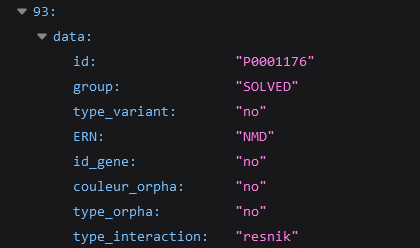 93:
data:
id: "P0001176"
group: "SOLVED"
type_variant: "no"
ERN: "NMD"
id_gene: "no"
couleur_orpha: "no"
type_orpha: "no"
type_interaction: "resnik"